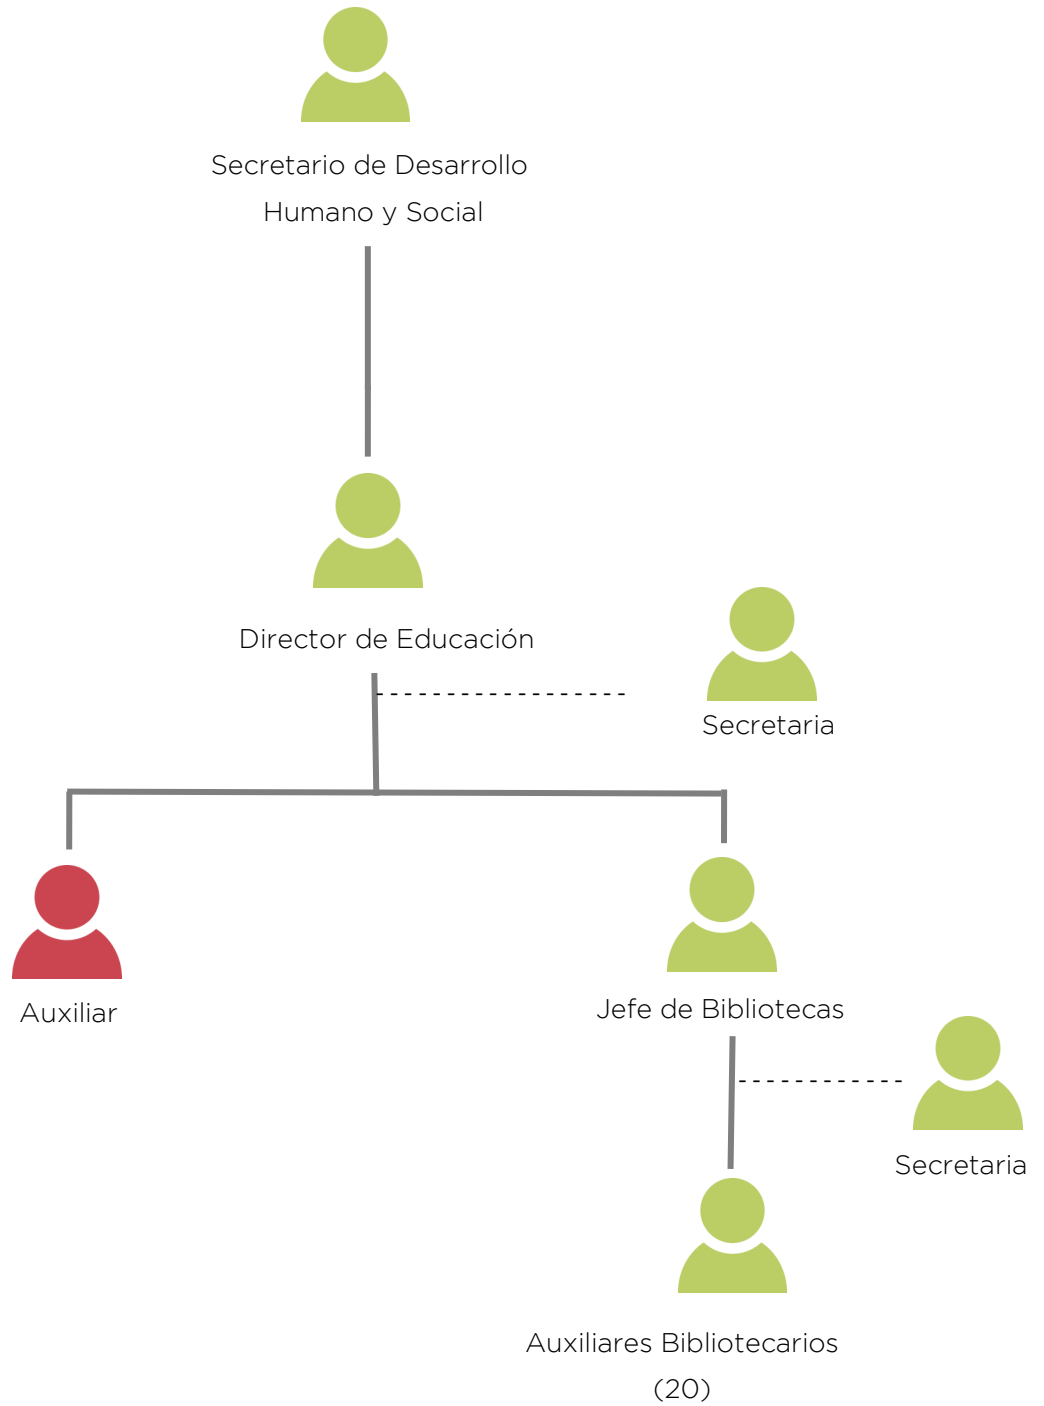 Secretario de Desarrollo
Humano y Social
Director de Educación
Secretaria
Auxiliar
Jefe de Bibliotecas
Secretaria
Auxiliares Bibliotecarios
(20)